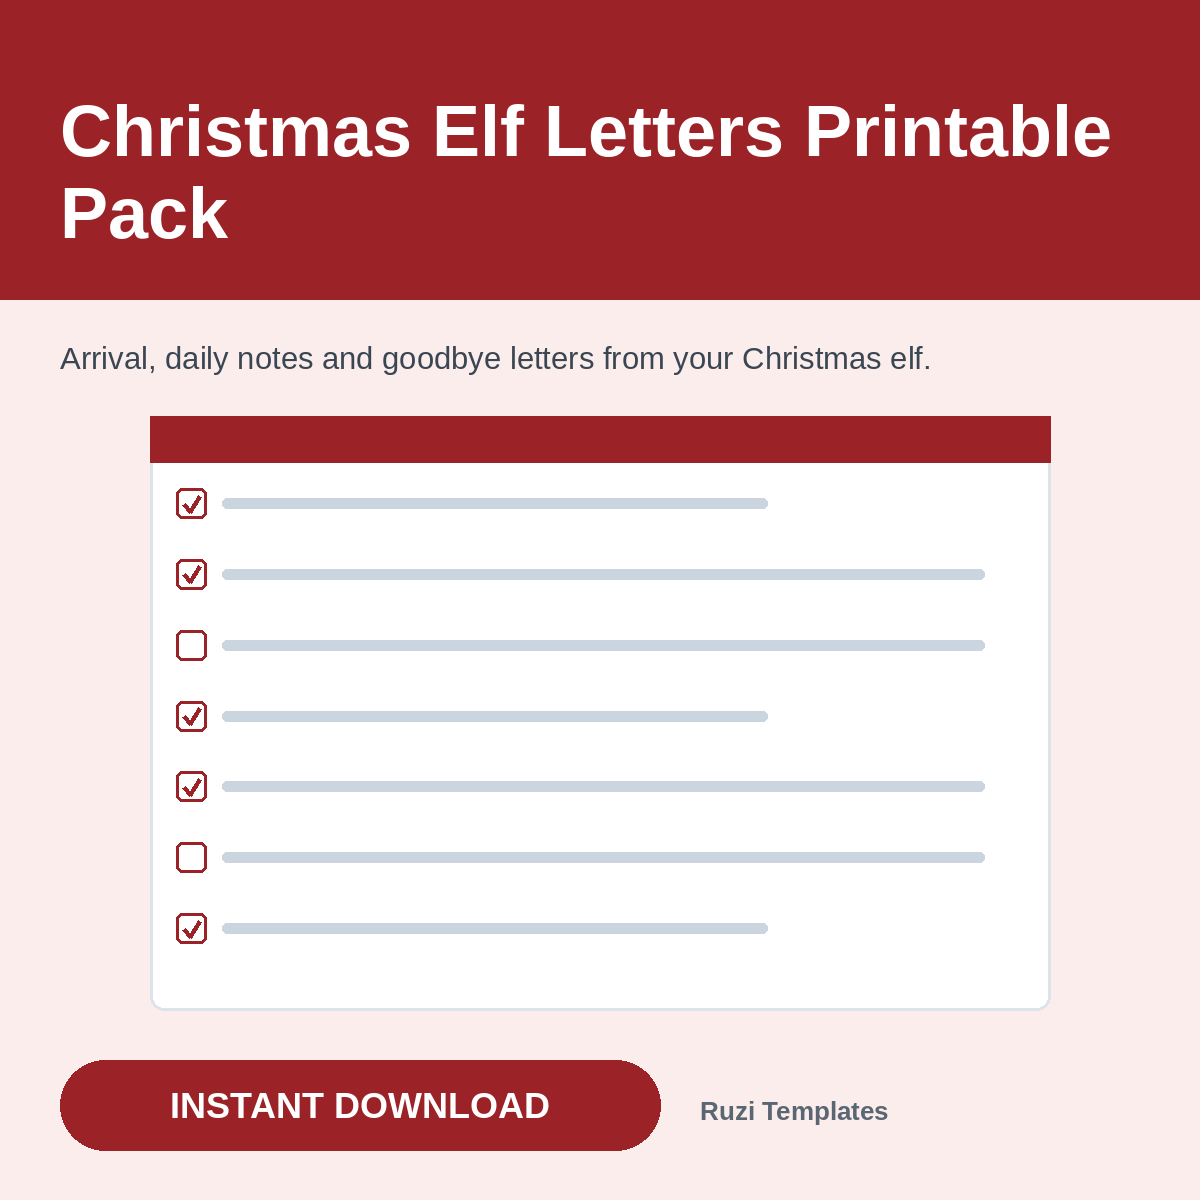 Christmas Elf Letters Printable
Pack
Arrival, daily notes and goodbye letters from your Christmas elf.
INSTANT DOWNLOAD
Ruzi Templates